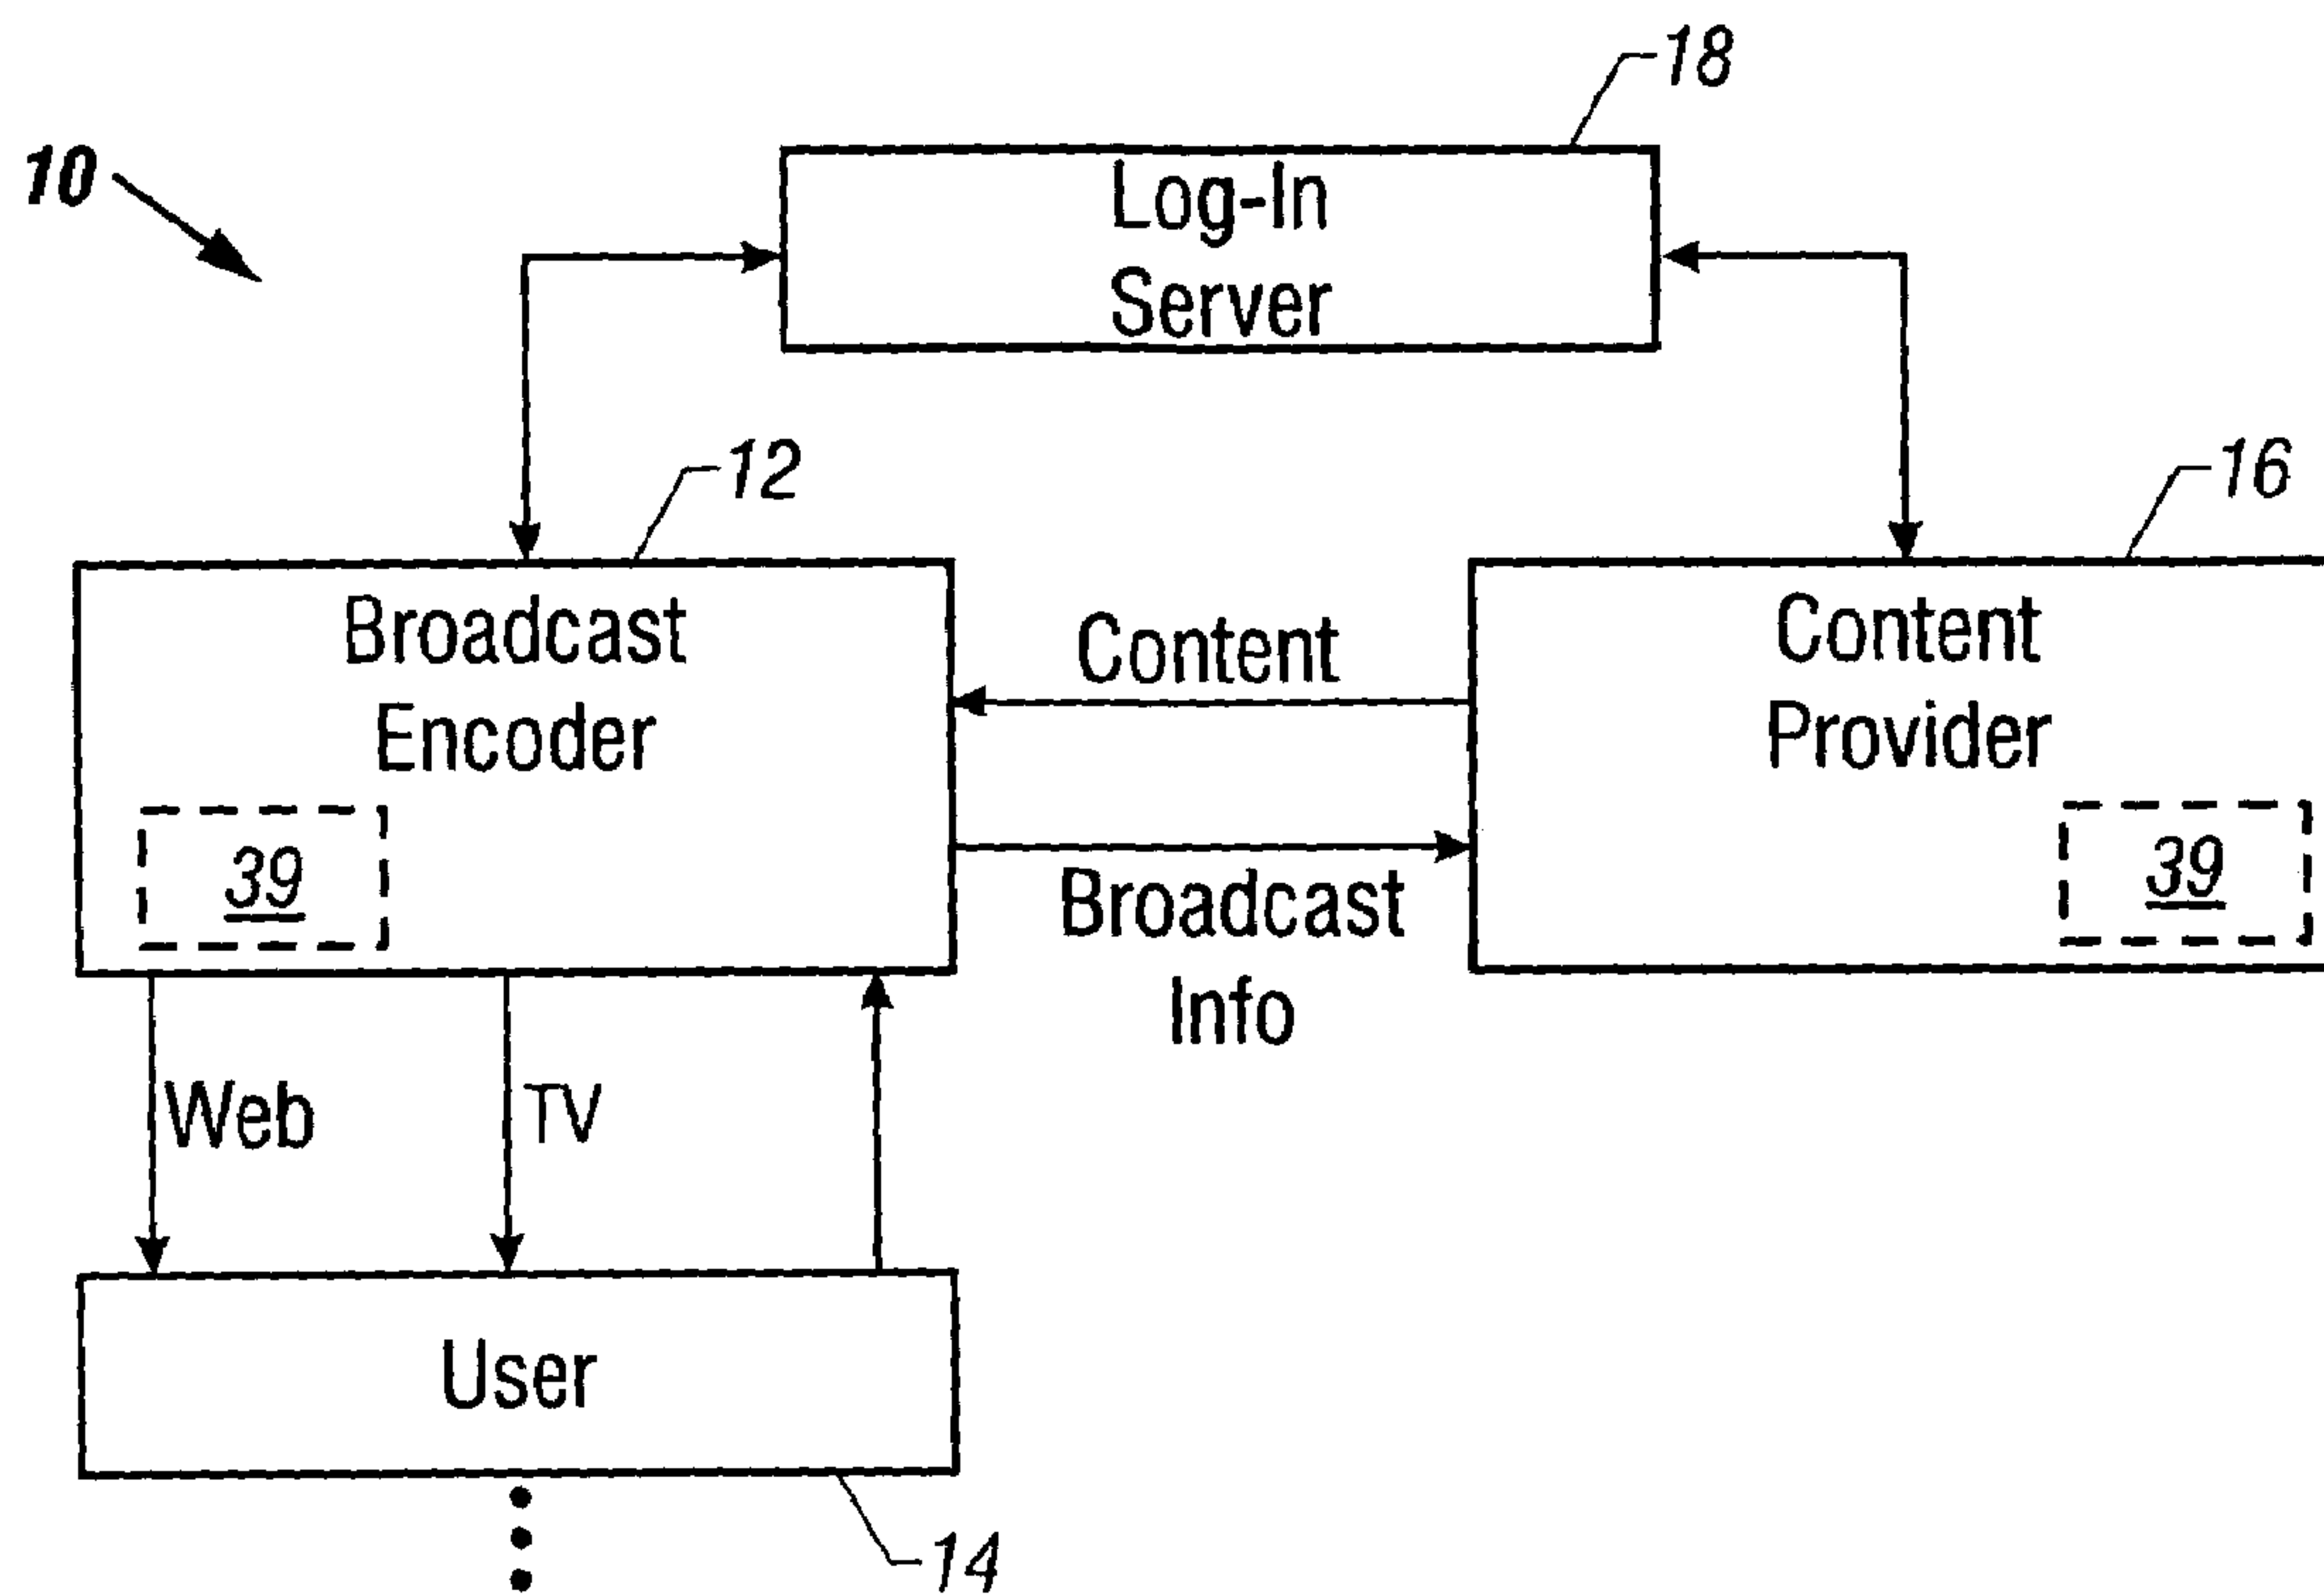 18
10
Log-In
Server
12
16
Broadcast
Encoder
39
Content
Broadcast
Info
Content
Provider
39
Web
TV
User
14